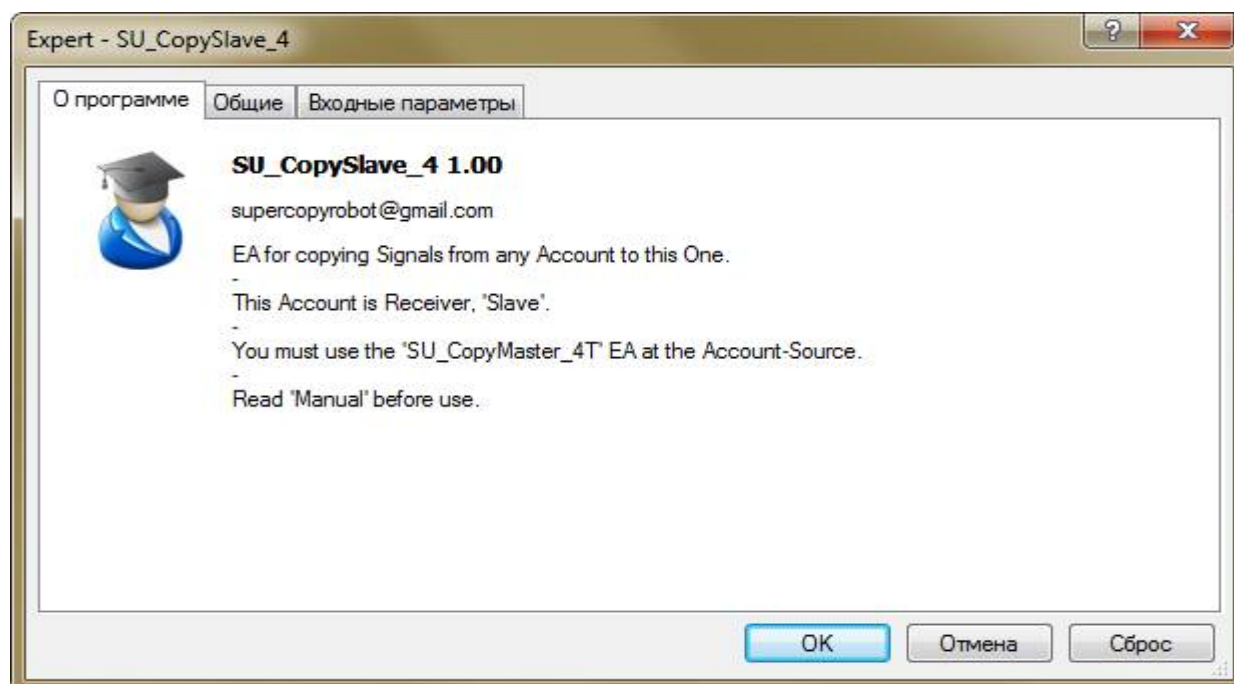 Expert - SU_CopySlave_4
О программе
Общие
Входные параметры
SU_CopySlave_4 1.00
supercopyrobot@gmail.com
EA for copying Signals from any Account to this One.
-
This Account is Receiver, "Slave".
-
You must use the "SU_CopyMaster_4T" EA at the Account-Source.
-
Read "Manual" before use.
OK
Отмена
Сброс